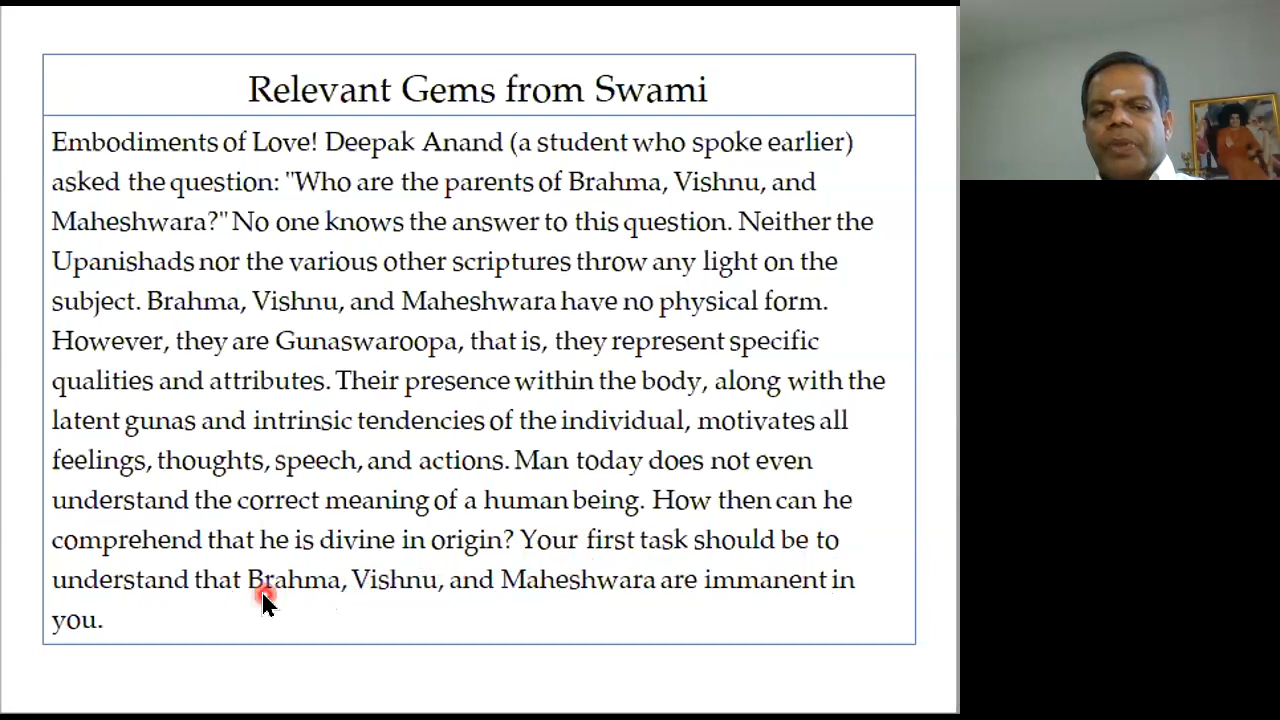 Relevant Gems from Swami
Embodiments of Love! Deepak Anand (a student who spoke earlier)
asked the question: "Who are the parents of Brahma, Vishnu, and
Maheshwara?" No one knows the answer to this question. Neither the
Upanishads nor the various other scriptures throw any light on the
subject. Brahma, Vishnu, and Maheshwara have no physical form.
However, they are Gunaswaroopa, that is, they represent specific
qualities and attributes. Their presence within the body, along with the
latent gunas and intrinsic tendencies of the individual, motivates all
feelings, thoughts, speech, and actions. Man today does not even
understand the correct meaning of a human being. How then can he
comprehend that he is divine in origin? Your first task should be to
understand that Brahma, Vishnu, and Maheshwara are immanent in
you.